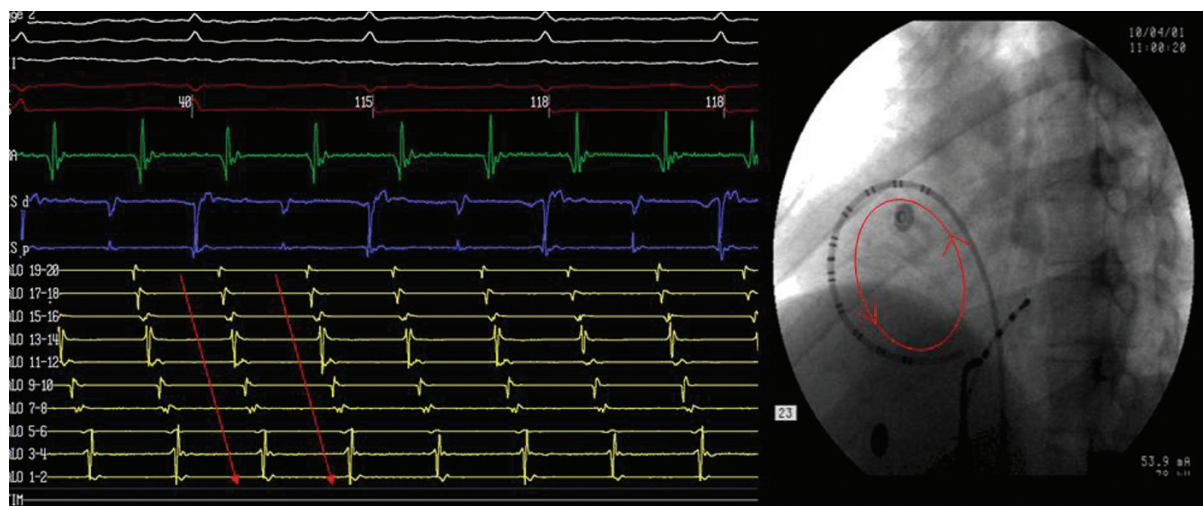 ge 2
40 115 118 118
S d
S p
LO 19-20
LO 17-18
LO 15-16
LO 13-14
LO 11-12
LO 9-10
LO 7-8
LO 5-6
LO 3-4
LO 1-2
TIM
10/04/01
11:00:20
23
53.9 mA